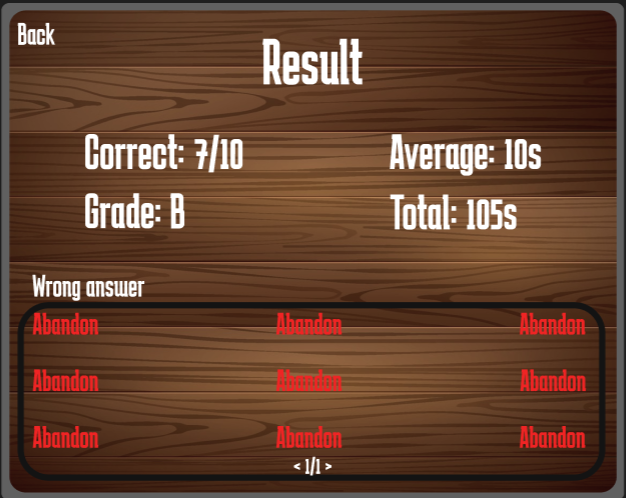 Back
Result
Correct: 7/10 Average: 10s
Grade: B Total: 105s
Wrong answer
Abandon Abandon Abandon
Abandon Abandon Abandon
Abandon Abandon Abandon
< 1/1 >